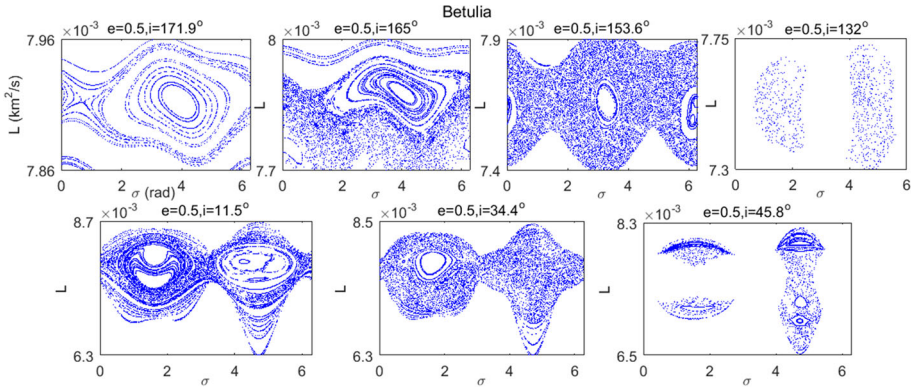 Betulia
×10⁻³
e=0.5,i=171.9°
7.96
L (km²/s)
7.86
0 2 4 6
σ (rad)
×10⁻³
e=0.5,i=165°
8
L
7.7
0 2 4 6
σ
×10⁻³
e=0.5,i=153.6°
7.9
L
7.4
0 2 4 6
σ
×10⁻³
e=0.5,i=132°
7.75
L
7.3
0 2 4 6
σ
×10⁻³
e=0.5,i=11.5°
8.7
L
6.3
0 2 4 6
σ
×10⁻³
e=0.5,i=34.4°
8.5
L
6.3
0 2 4 6
σ
×10⁻³
e=0.5,i=45.8°
8.3
L
6.5
0 2 4 6
σ